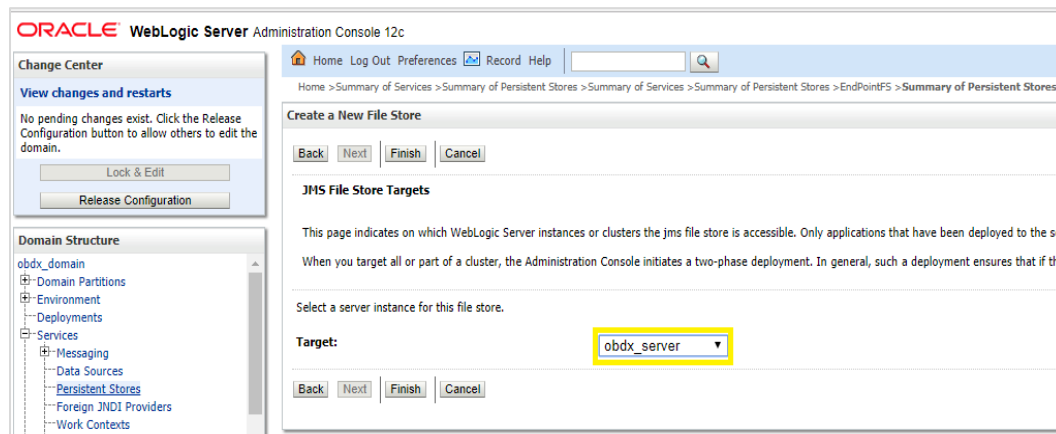 ORACLE WebLogic Server Administration Console 12c
Change Center
View changes and restarts
No pending changes exist. Click the Release
Configuration button to allow others to edit the
domain.
Lock & Edit
Release Configuration
Domain Structure
obdx_domain
Domain Partitions
Environment
Deployments
Services
Messaging
Data Sources
Persistent Stores
Foreign JNDI Providers
Work Contexts
Home Log Out Preferences Record Help
Home >Summary of Services >Summary of Persistent Stores >Summary of Services >Summary of Persistent Stores >EndPointFS >Summary of Persistent Stores
Create a New File Store
Back Next Finish Cancel
JMS File Store Targets
This page indicates on which WebLogic Server instances or clusters the jms file store is accessible. Only applications that have been deployed to the
When you target all or part of a cluster, the Administration Console initiates a two-phase deployment. In general, such a deployment ensures that if
Select a server instance for this file store.
Target: obdx_server
Back Next Finish Cancel